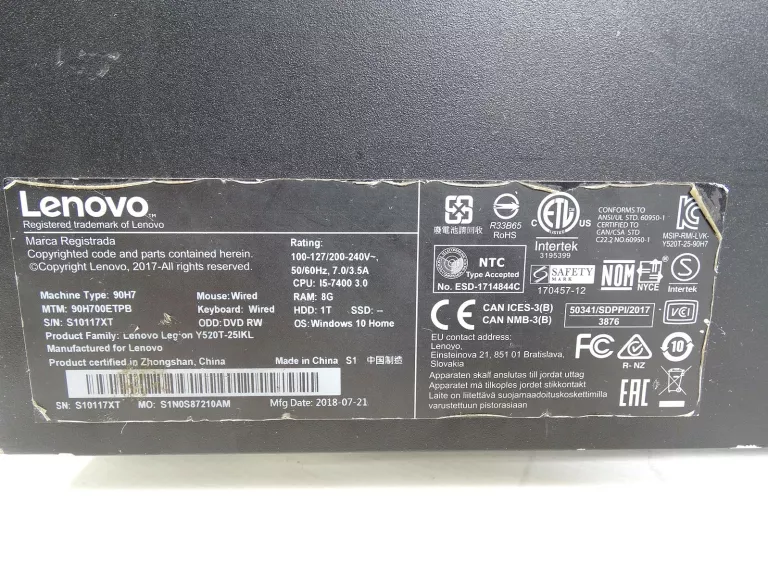 Lenovo™
Registered trademark of Lenovo
Marca Registrada
Copyrighted code and parts contained herein.
©Copyright Lenovo, 2017-All rights reserved.
Rating:
100-127/200-240V~,
50/60Hz, 7.0/3.5A
CPU: I5-7400 3.0
Machine Type: 90H7
Mouse: Wired
RAM: 8G
MTM: 90H700ETPB
Keyboard: Wired
HDD: 1T SSD: --
S/N: S10117XT
ODD: DVD RW
OS: Windows 10 Home
Product Family: Lenovo Legion Y520T-25IKL
Manufactured for Lenovo
Product certified in Zhongshan, China
Made in China S1 中国制造
SN: S10117XT
MO: S1N0S87210AM
Mfg Date: 2018-07-21
廢電池請回收
R33B65
RoHS
C ETL US
Intertek
3195399
CONFORMS TO
ANSI/UL STD. 60950-1
CERTIFIED TO
CAN/CSA STD
C22.2 NO.60950-1
MSIP-RMI-LVK-
Y520T-25-90H7
NTC
Type Accepted
No. ESD-1714844C
S SAFETY
MARK
170457-12
NOM
NYCE
S
Intertek
CE
CAN ICES-3(B)
CAN NMB-3(B)
50341/SDPPI/2017
3876
VCI
EU contact address:
Lenovo,
Einsteinova 21, 851 01 Bratislava,
Slovakia
FC
R- NZ
10
Apparaten skall anslutas till jordat uttag
Apparatet må tilkoples jordet stikkontakt
Laite on liitettävä suojamaadoituskoskettimilla
varustettuun pistorasiaan
EAC